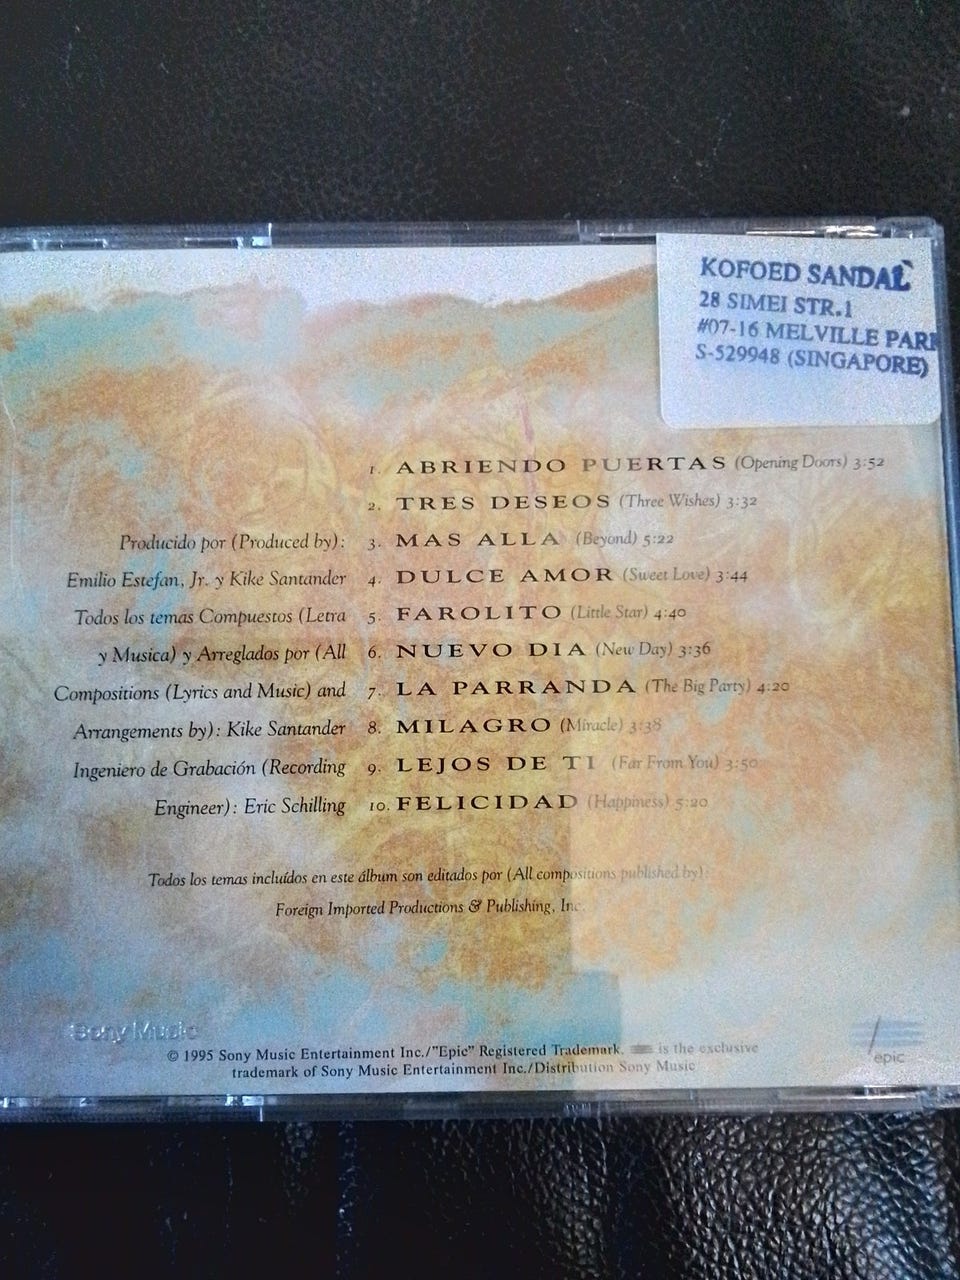 KOFOED SANDAL
28 SIMEI STR.1
#07-16 MELVILLE PARK
S-529948 (SINGAPORE)
1. ABRIENDO PUERTAS (Opening Doors) 3:52
2. TRES DESEOS (Three Wishes) 3:32
3. MAS ALLA (Beyond) 5:22
4. DULCE AMOR (Sweet Love) 3:44
5. FAROLITO (Little Star) 4:40
6. NUEVO DIA (New Day) 3:36
7. LA PARRANDA (The Big Party) 4:20
8. MILAGRO (Miracle) 3:38
9. LEJOS DE TI (Far From You) 3:50
10. FELICIDAD (Happiness) 5:20
Producido por (Produced by):
Emilio Estefan, Jr. y Kike Santander
Todos los temas Compuestos (Letra
y Musica) y Arreglados por (All
Compositions (Lyrics and Music) and
Arrangements by): Kike Santander
Ingeniero de Grabación (Recording
Engineer): Eric Schilling
Todos los temas incluídos en este álbum son editados por (All compositions published by):
Foreign Imported Productions & Publishing, Inc.
Sony Music
© 1995 Sony Music Entertainment Inc./"Epic" Registered Trademark. is the exclusive
trademark of Sony Music Entertainment Inc./Distribution Sony Music
epic